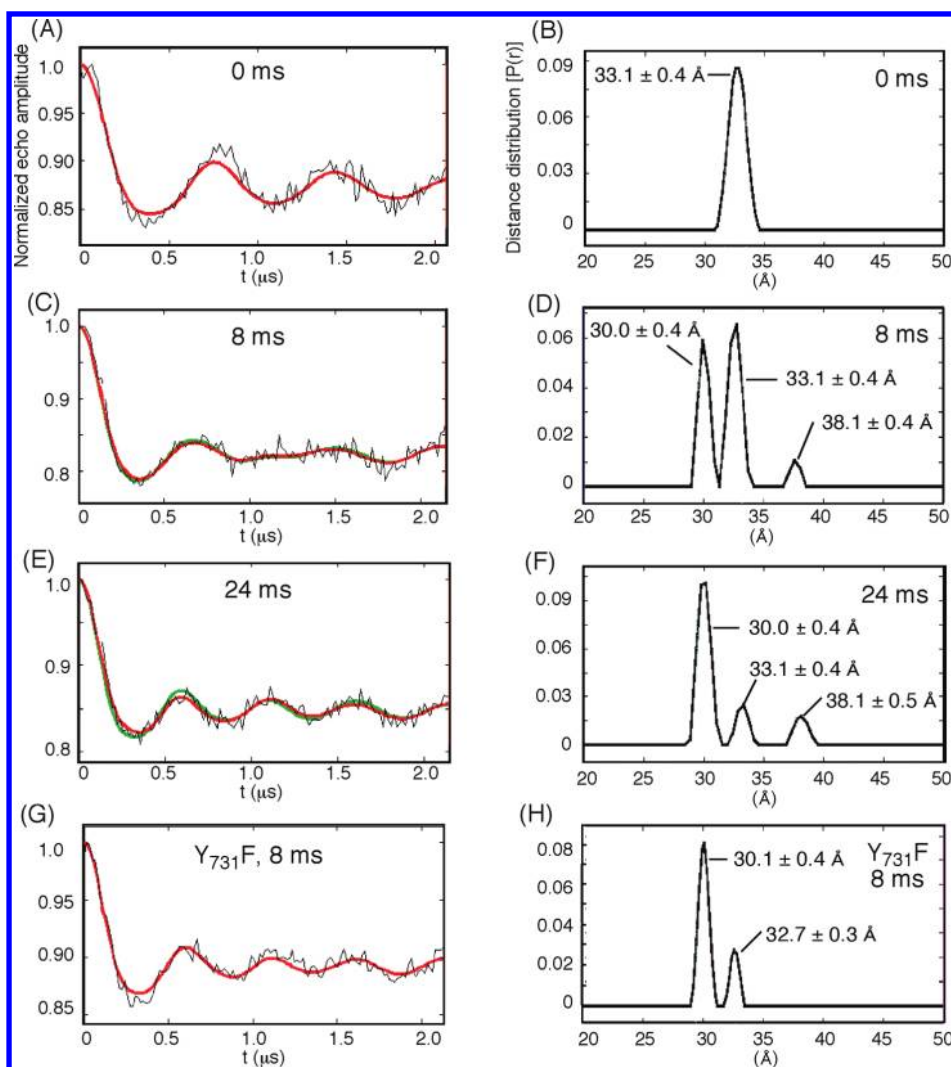 (A)
Normalized echo amplitude
0 ms
1.0
0.95
0.90
0.85
0 0.5 1.0 1.5 2.0
t (μs)
(B)
Distance distribution [P(r)]
33.1 ± 0.4 Å
0 ms
0.09
0.06
0.03
0
20 25 30 35 40 45 50
(Å)
(C)
8 ms
1.0
0.9
0.8
0 0.5 1.0 1.5 2.0
t (μs)
(D)
30.0 ± 0.4 Å
8 ms
33.1 ± 0.4 Å
38.1 ± 0.4 Å
0.06
0.04
0.02
0
20 25 30 35 40 45 50
(Å)
(E)
24 ms
1.0
0.9
0.8
0 0.5 1.0 1.5 2.0
t (μs)
(F)
24 ms
30.0 ± 0.4 Å
33.1 ± 0.4 Å
38.1 ± 0.5 Å
0.09
0.06
0.03
0
20 25 30 35 40 45 50
(Å)
(G)
Y731F, 8 ms
1.0
0.95
0.90
0.85
0 0.5 1.0 1.5 2.0
t (μs)
(H)
30.1 ± 0.4 Å
Y731F
8 ms
32.7 ± 0.3 Å
0.08
0.06
0.04
0.02
0
20 25 30 35 40 45 50
(Å)